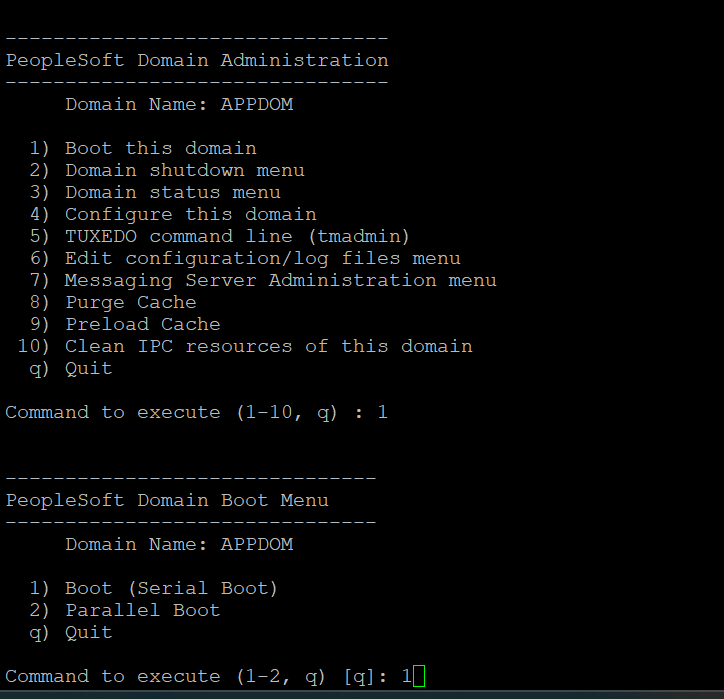 --------------------------------
PeopleSoft Domain Administration
--------------------------------
     Domain Name: APPDOM
  1) Boot this domain
  2) Domain shutdown menu
  3) Domain status menu
  4) Configure this domain
  5) TUXEDO command line (tmadmin)
  6) Edit configuration/log files menu
  7) Messaging Server Administration menu
  8) Purge Cache
  9) Preload Cache
 10) Clean IPC resources of this domain
  q) Quit
Command to execute (1-10, q) : 1
-------------------------------
PeopleSoft Domain Boot Menu
-------------------------------
     Domain Name: APPDOM
  1) Boot (Serial Boot)
  2) Parallel Boot
  q) Quit
Command to execute (1-2, q) [q]: 1